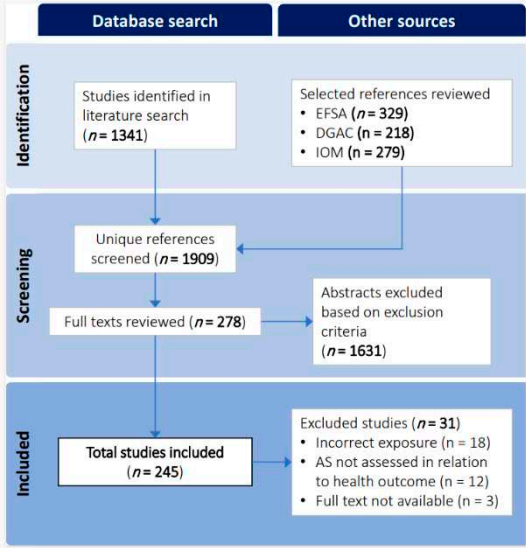 Database search
Other sources
Identification
Studies identified in
literature search
(n = 1341)
Selected references reviewed
• EFSA (n = 329)
• DGAC (n = 218)
• IOM (n = 279)
Screening
Unique references
screened (n = 1909)
Full texts reviewed (n = 278)
Abstracts excluded
based on exclusion
criteria
(n = 1631)
Included
Total studies included
(n = 245)
Excluded studies (n = 31)
• Incorrect exposure (n = 18)
• AS not assessed in relation
to health outcome (n = 12)
• Full text not available (n = 3)